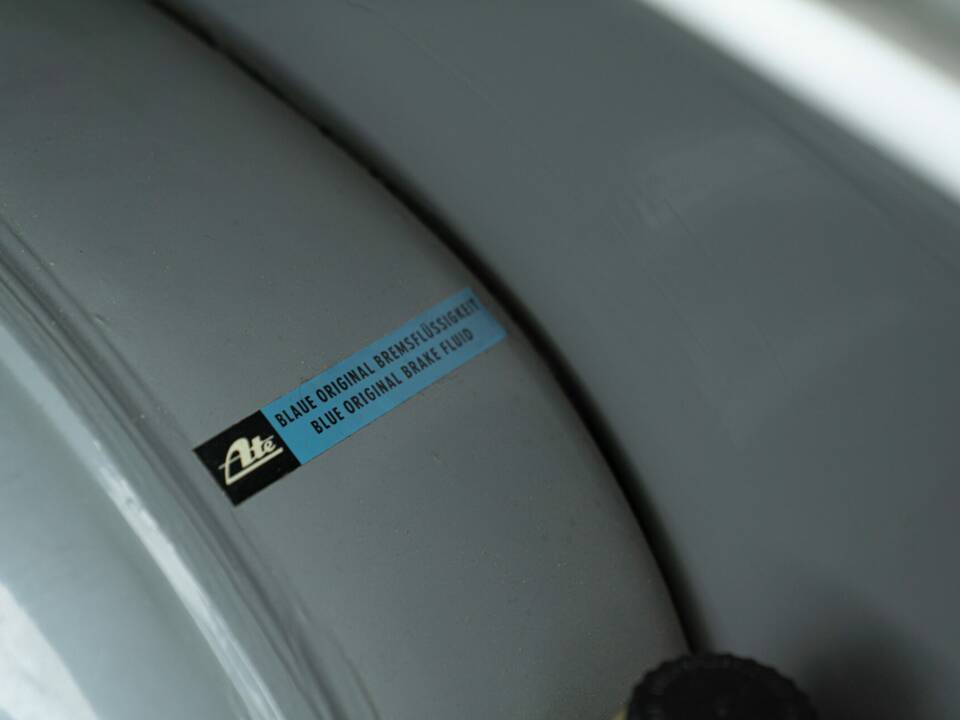 Ate
BLAUE ORIGINAL BREMSFLÜSSIGKEIT
BLUE ORIGINAL BRAKE FLUID